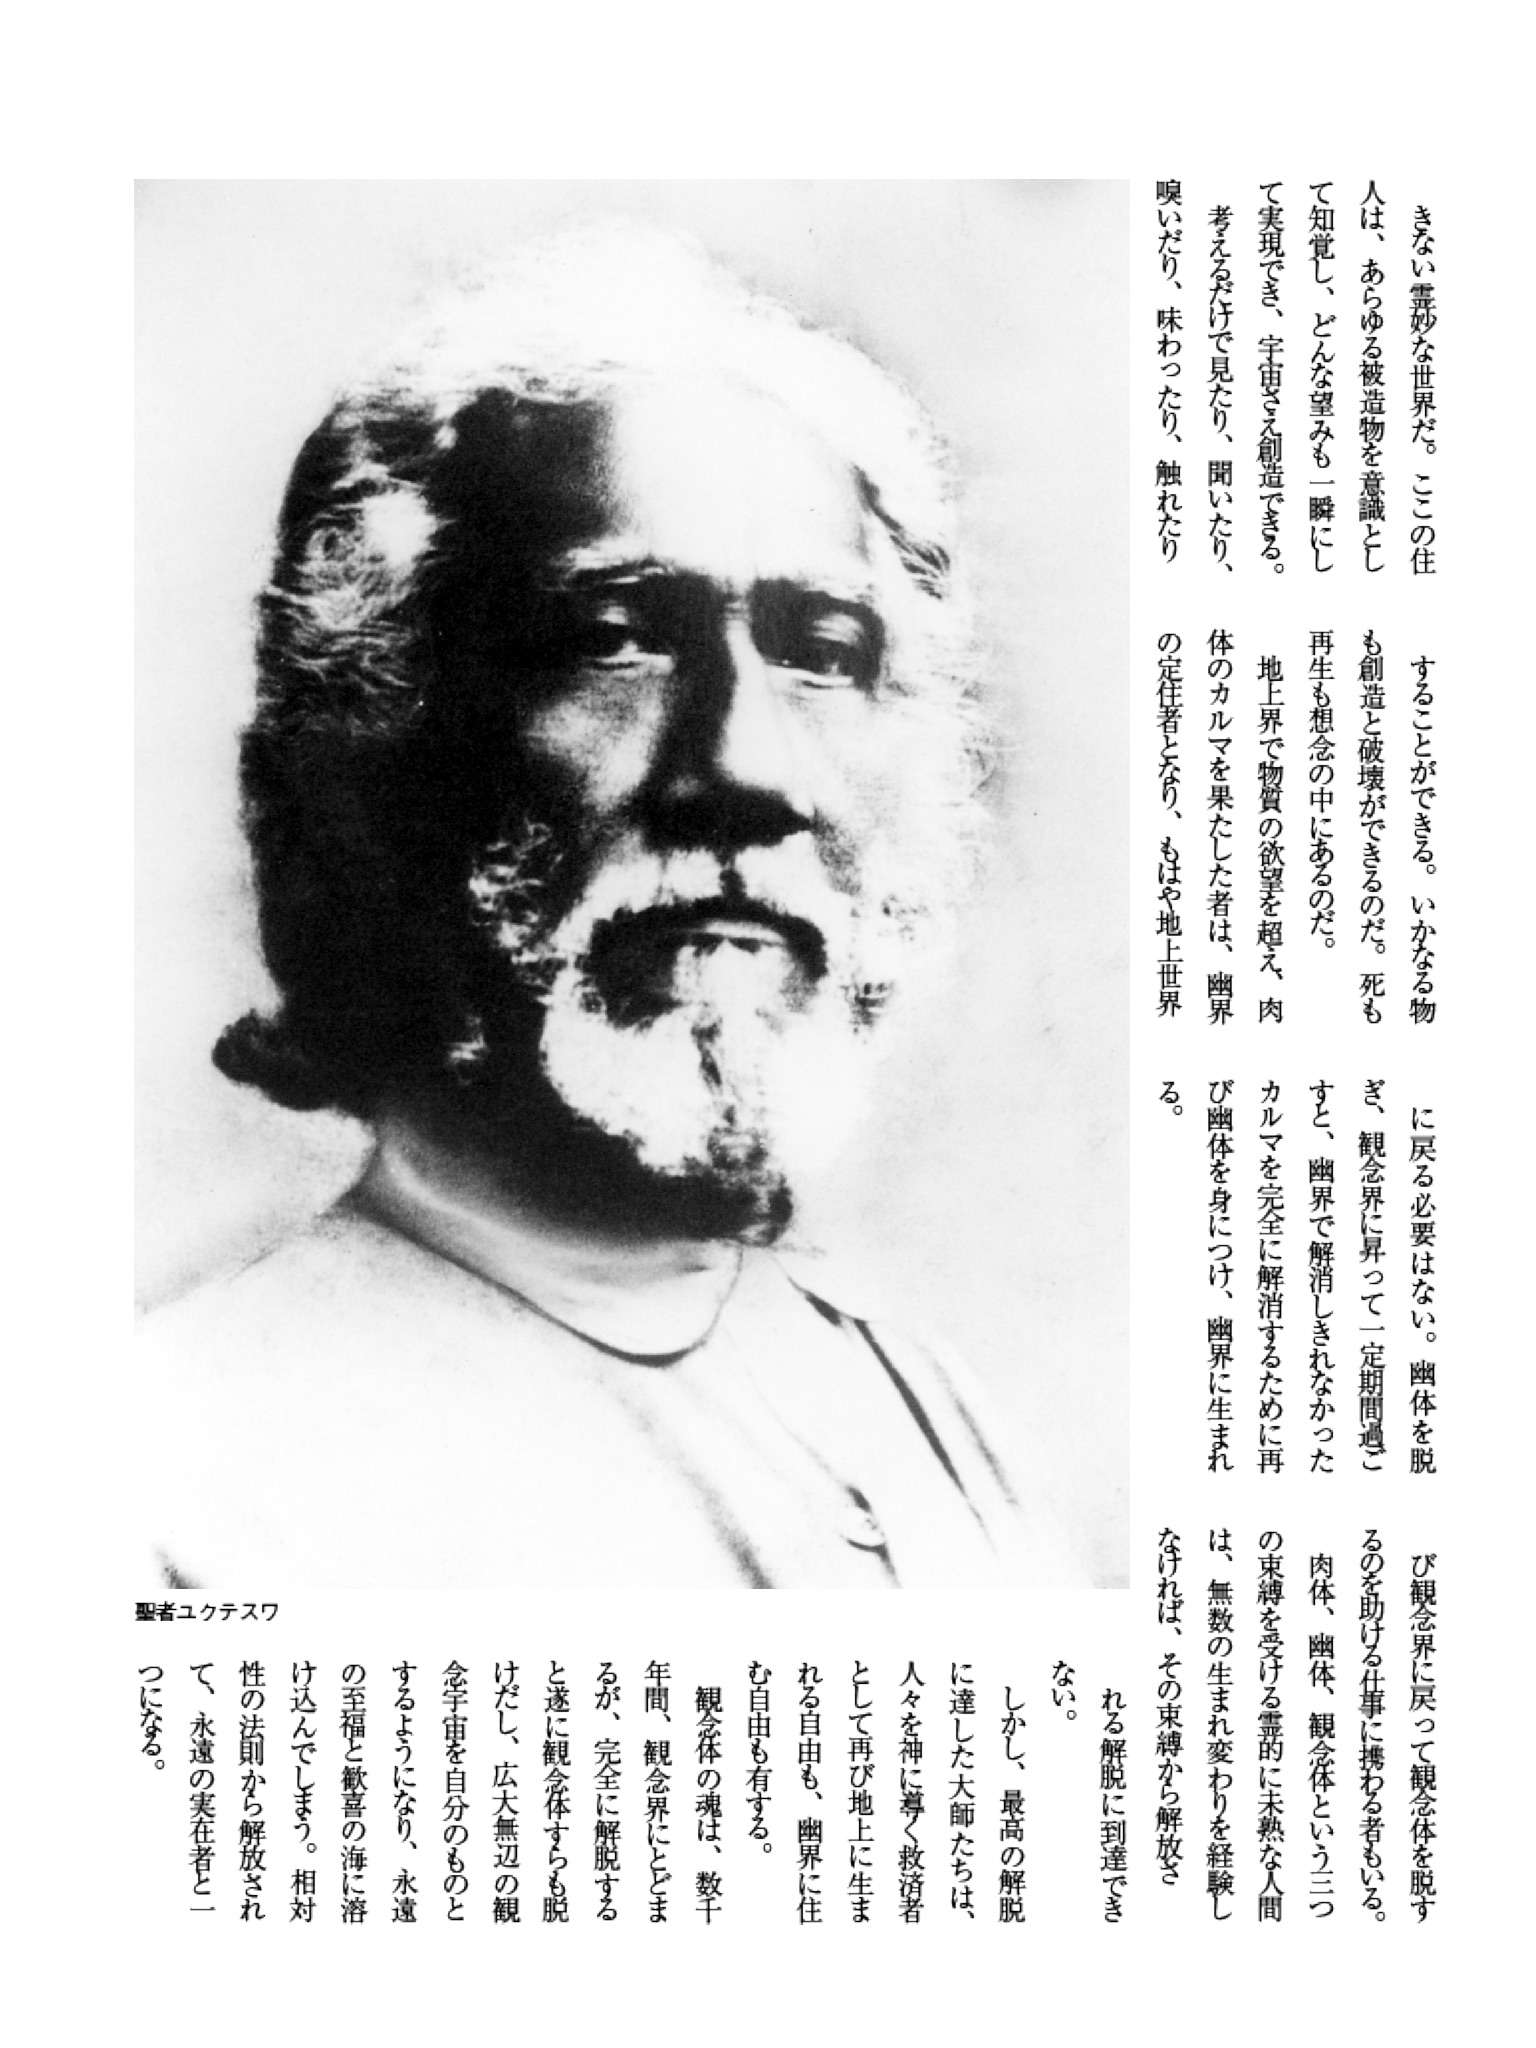 きない霊妙な世界だ。ここの住
人は、あらゆる被造物を意識とし
て知覚し、どんな望みも一瞬にし
て実現でき、宇宙さえ創造できる。
考えるだけで見たり、聞いたり、
嗅いだり、味わったり、触れたり
することができる。いかなる物
も創造と破壊ができるのだ。死も
再生も想念の中にあるのだ。
地上界で物質の欲望を超え、肉
体のカルマを果たした者は、幽界
の定住者となり、もはや地上世界
に戻る必要はない。幽体を脱
ぎ、観念界に昇って一定期間過ご
すと、幽界で解消しきれなかった
カルマを完全に解消するために再
び幽体を身につけ、幽界に生まれ
る。
び観念界に戻って観念体を脱す
るのを助ける仕事に携わる者もいる。
肉体、幽体、観念体という三つ
の束縛を受ける霊的に未熟な人間
は、無数の生まれ変わりを経験し
なければ、その束縛から解放さ
れる解脱に到達でき
ない。
しかし、最高の解脱
に達した大師たちは、
人々を神に導く救済者
として再び地上に生ま
れる自由も、幽界に住
む自由も有する。
観念体の魂は、数千
年間、観念界にとどま
るが、完全に解脱する
と遂に観念体すらも脱
けだし、広大無辺の観
念宇宙を自分のものと
するようになり、永遠
の至福と歓喜の海に溶
け込んでしまう。相対
性の法則から解放され
て、永遠の実在者と一
つになる。
聖者ユクテスワ